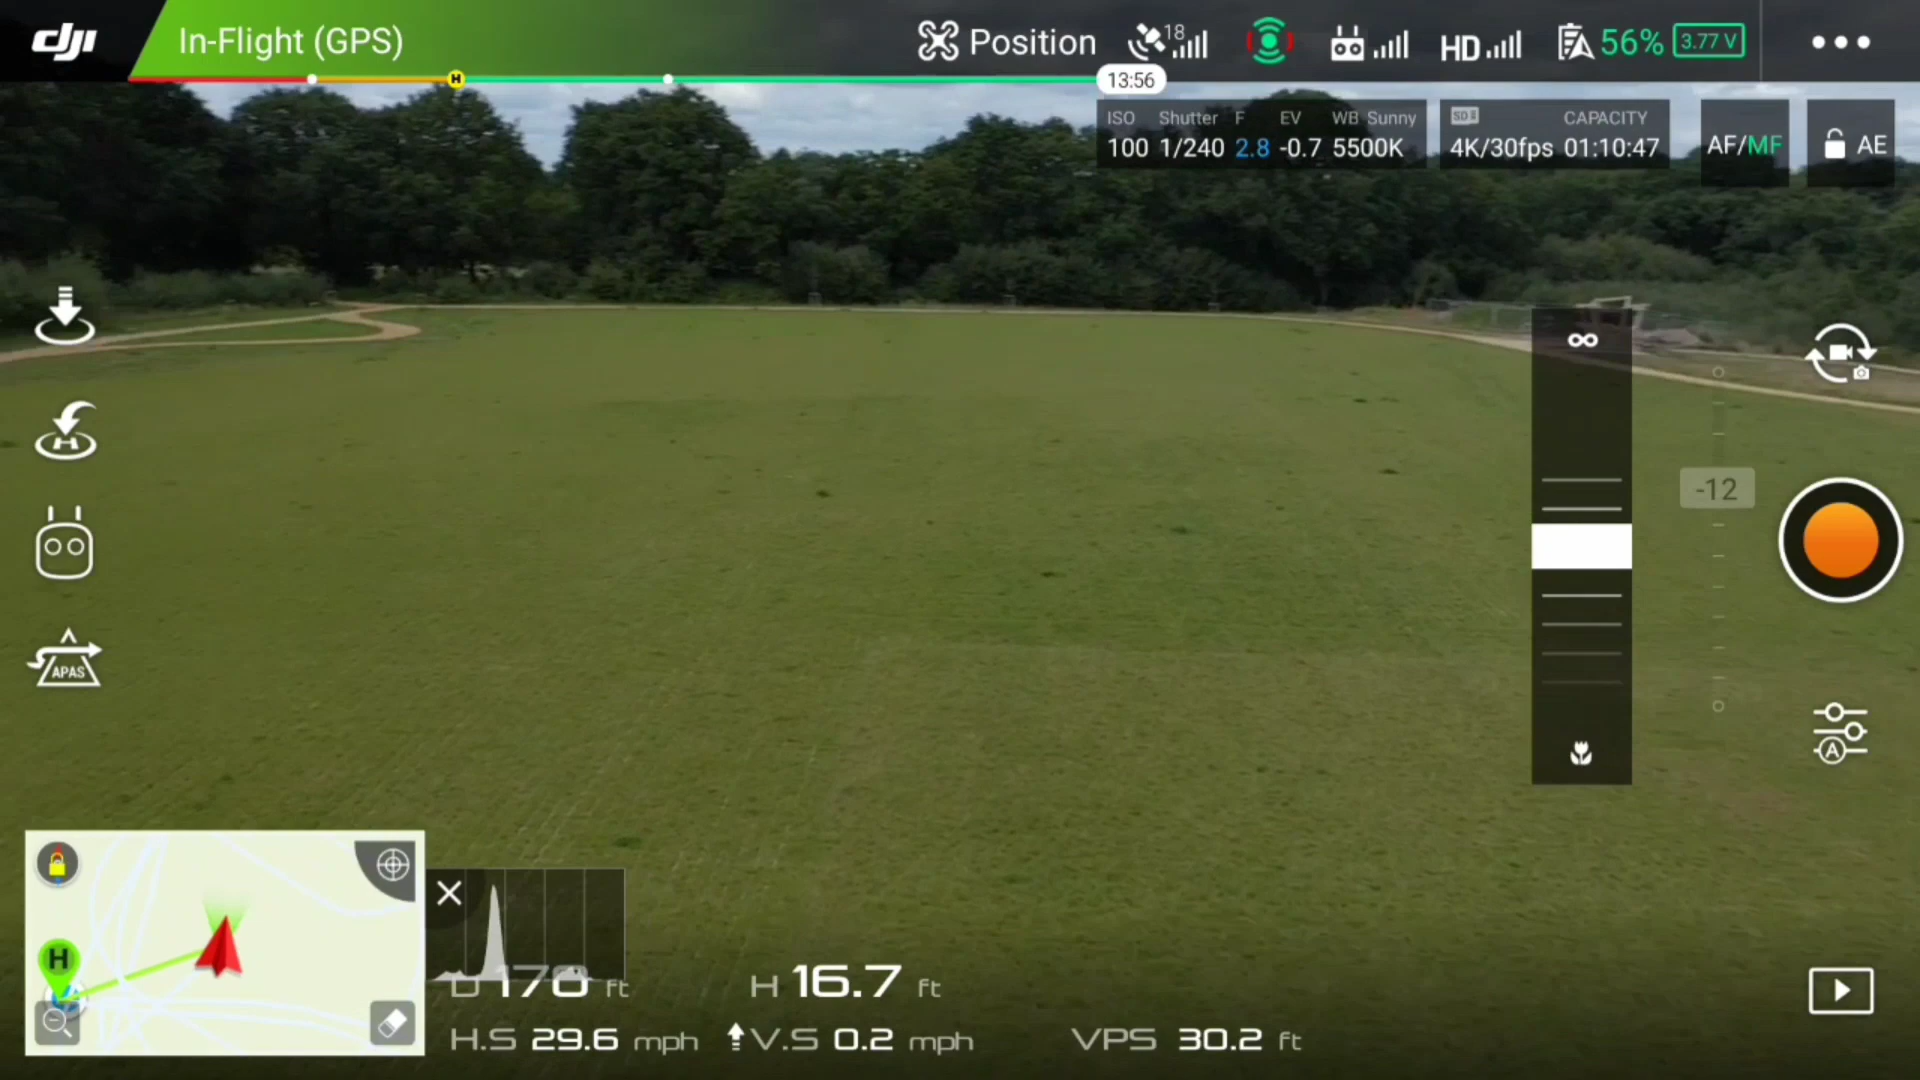 dji In-Flight (GPS) Position 18 HD 56% 3.77 V
H 13:56
ISO Shutter F EV WB Sunny SD CAPACITY
100 1/240 2.8 -0.7 5500K 4K/30fps 01:10:47 AF/MF AE
∞
-12
H
APAS
A
H
D 170 ft H 16.7 ft
H.S 29.6 mph V.S 0.2 mph VPS 30.2 ft